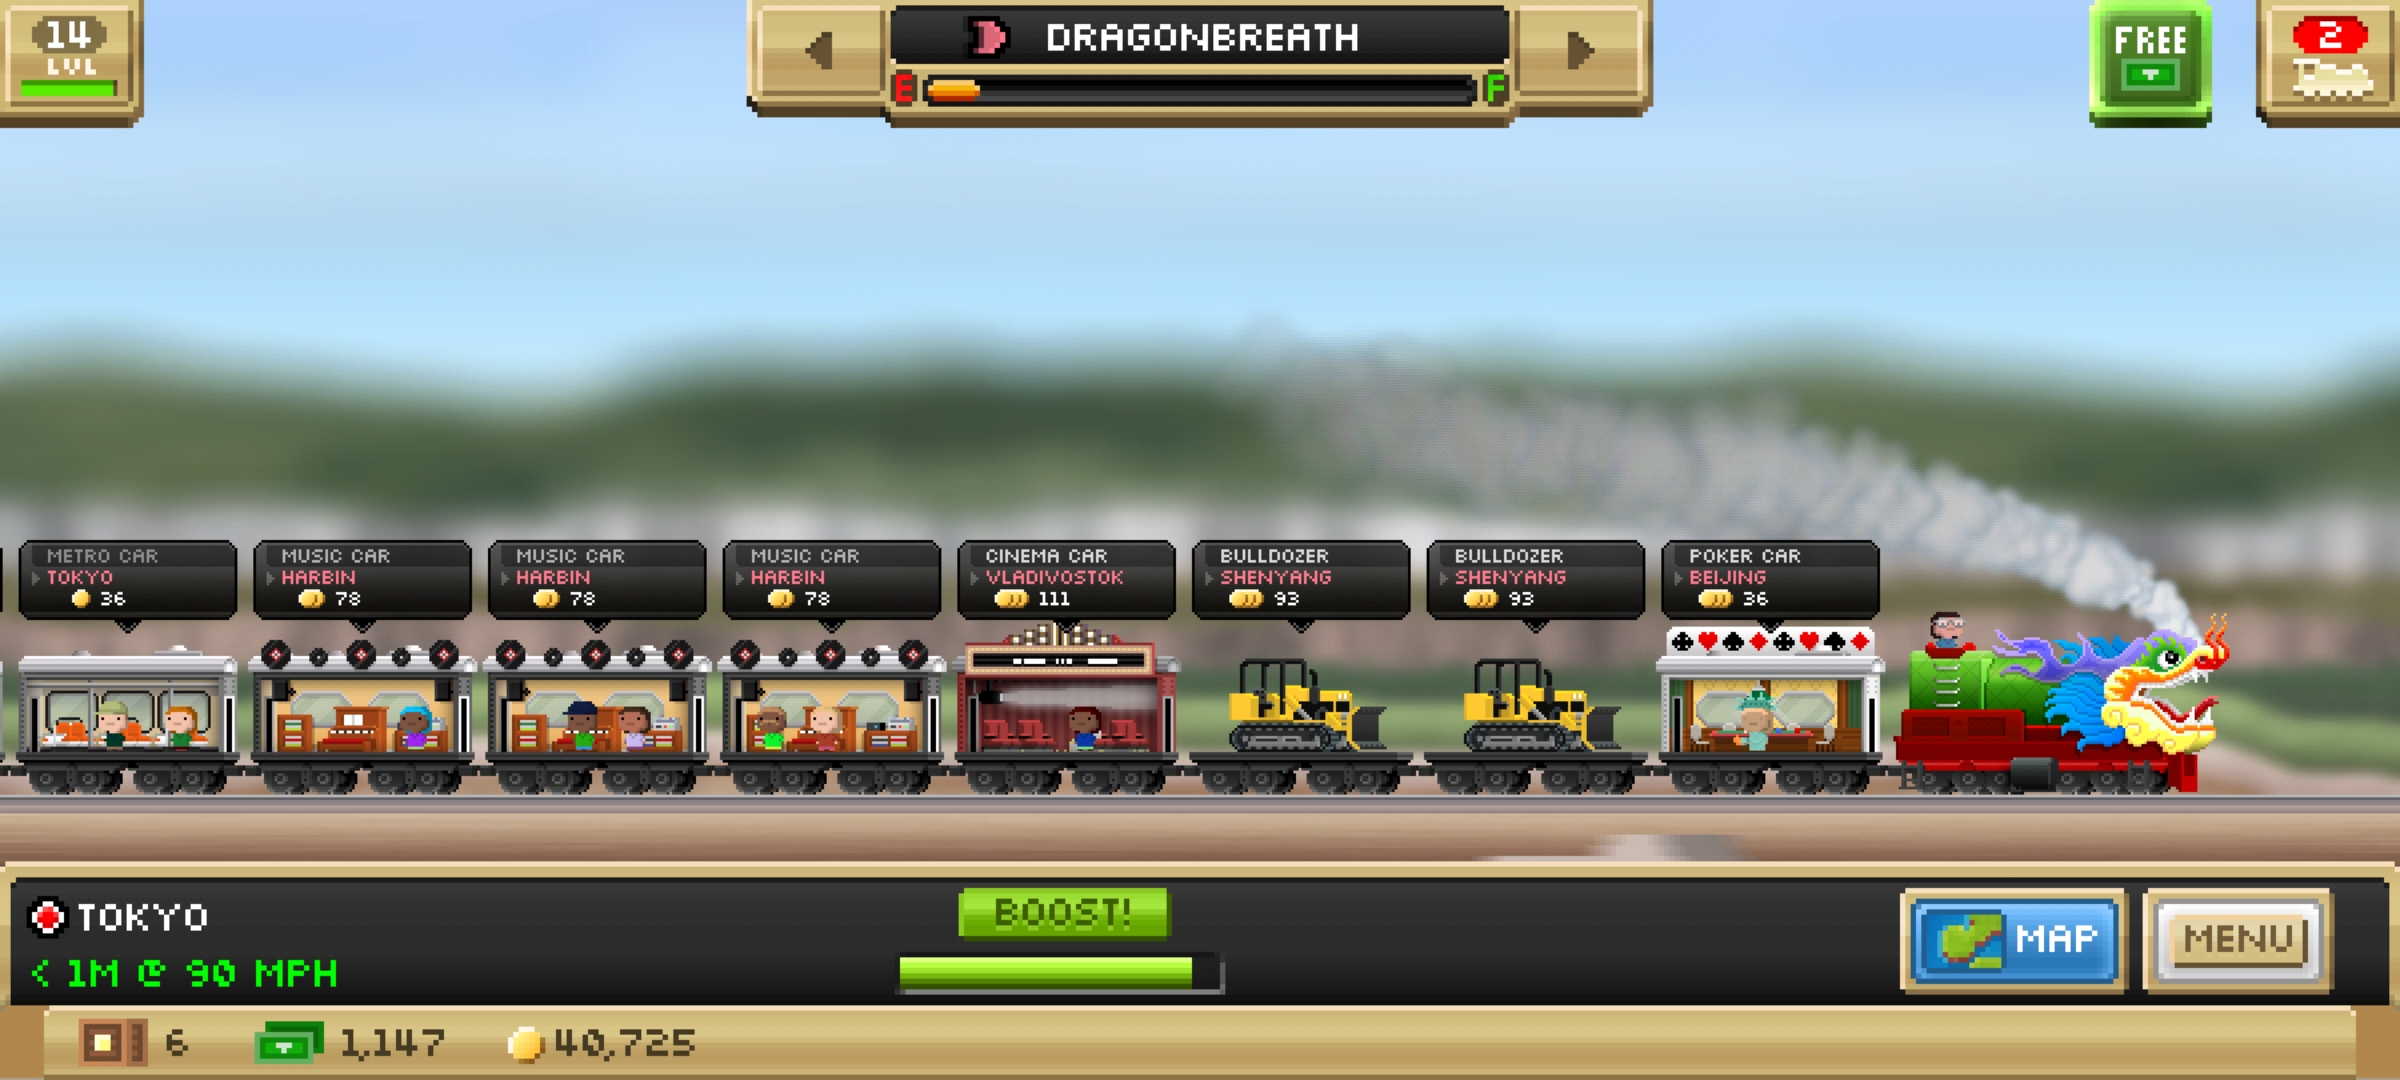 14
LVL
DRAGONBREATH
E F
FREE
2
METRO CAR
TOKYO
36
MUSIC CAR
HARBIN
78
MUSIC CAR
HARBIN
78
MUSIC CAR
HARBIN
78
CINEMA CAR
VLADIVOSTOK
111
BULLDOZER
SHENYANG
93
BULLDOZER
SHENYANG
93
POKER CAR
BEIJING
36
TOKYO
< 1M @ 90 MPH
BOOST!
MAP
MENU
6
1,147
40,725